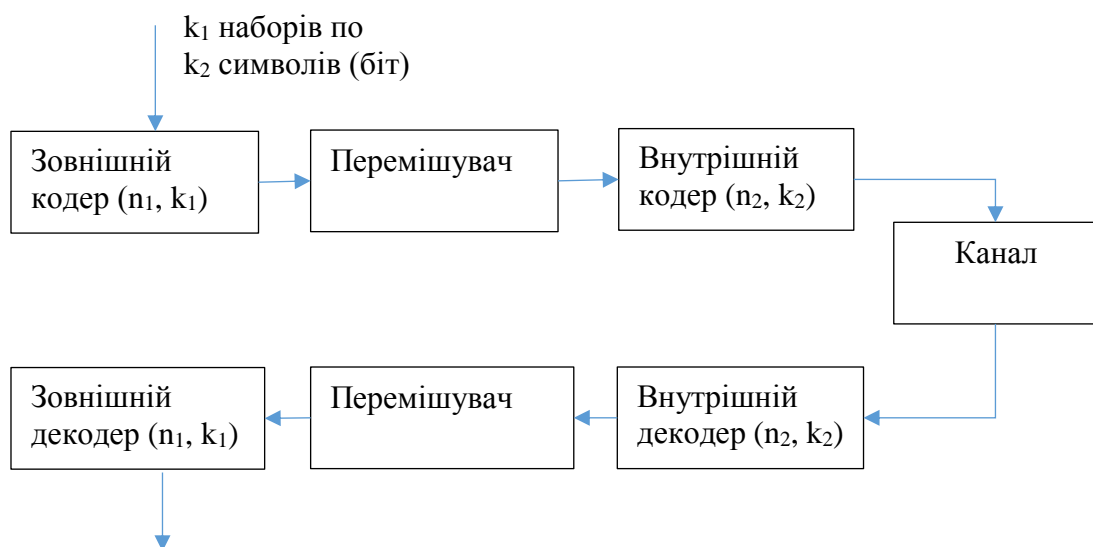 k₁ наборів по
k₂ символів (біт)
Зовнішній
кодер (n₁, k₁)
Перемішувач
Внутрішній
кодер (n₂, k₂)
Канал
Зовнішній
декодер (n₁, k₁)
Перемішувач
Внутрішній
декодер (n₂, k₂)